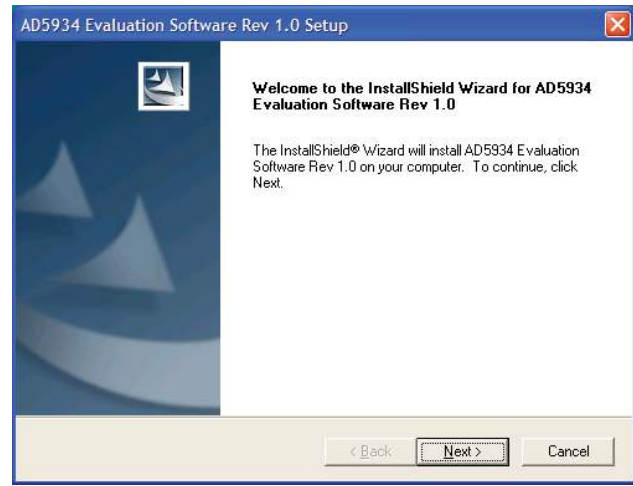 AD5934 Evaluation Software Rev 1.0 Setup
Welcome to the InstallShield Wizard for AD5934
Evaluation Software Rev 1.0
The InstallShield® Wizard will install AD5934 Evaluation
Software Rev 1.0 on your computer. To continue, click
Next.
< Back Next > Cancel